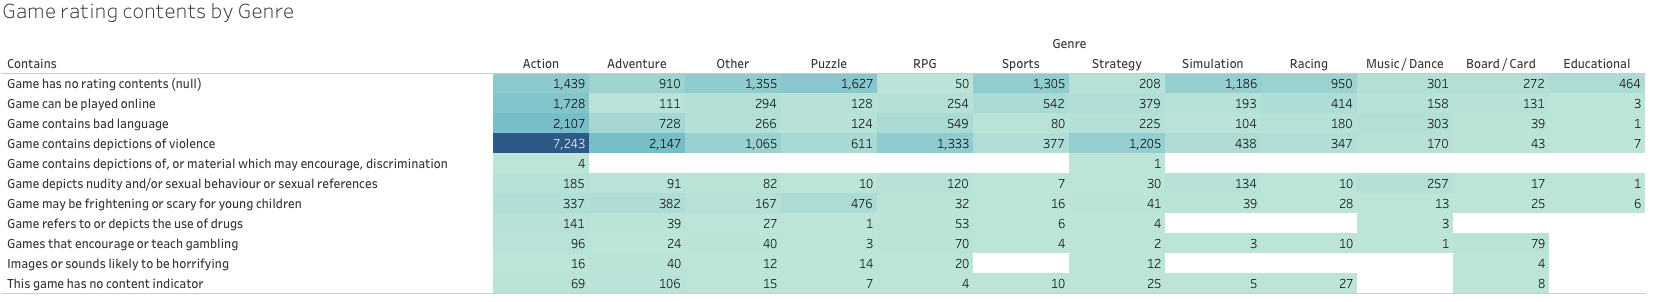 Game rating contents by Genre
Genre
Contains Action Adventure Other Puzzle RPG Sports Strategy Simulation Racing Music / Dance Board / Card Educational
Game has no rating contents (null) 1,439 910 1,355 1,627 50 1,305 208 1,186 950 301 272 464
Game can be played online 1,728 111 294 128 254 542 379 193 414 158 131 3
Game contains bad language 2,107 728 266 124 549 80 225 104 180 303 39 1
Game contains depictions of violence 7,243 2,147 1,065 611 1,333 377 1,205 438 347 170 43 7
Game contains depictions of, or material which may encourage, discrimination 4 1
Game depicts nudity and/or sexual behaviour or sexual references 185 91 82 10 120 7 30 134 10 257 17 1
Game may be frightening or scary for young children 337 382 167 476 32 16 41 39 28 13 25 6
Game refers to or depicts the use of drugs 141 39 27 1 53 6 4 3
Games that encourage or teach gambling 96 24 40 3 70 4 2 3 10 1 79
Images or sounds likely to be horrifying 16 40 12 14 20 12 4
This game has no content indicator 69 106 15 7 4 10 25 5 27 8